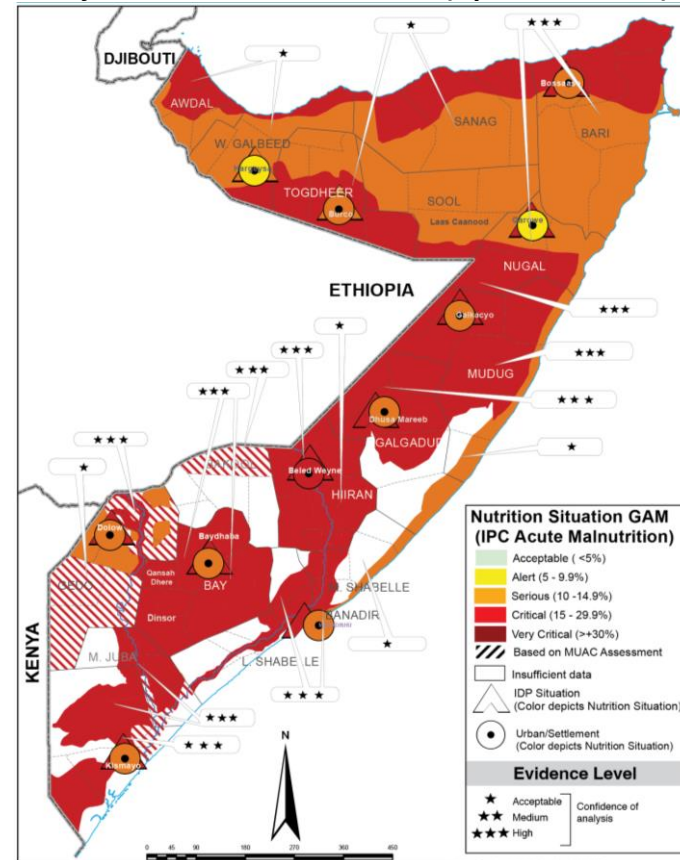 DJIBOUTI
AWDAL
Bossaaso
SANAG
BARI
W. GALBEED
Hargeysa
TOGDHEER
Burco
SOOL
Laas Caanood
Garowe
NUGAL
ETHIOPIA
Galkacyo
MUDUG
Dhusa Mareeb
GALGADUD
Beled Weyne
HIIRAN
Dolow
Baydhaba
Qansah
Dhere
BAY
GEDO
Dinsor
M. SHABELLE
BANADIR
M. JUBA
L. SHABELLE
KENYA
Kismayo
N
Nutrition Situation GAM
(IPC Acute Malnutrition)
Acceptable ( <5%)
Alert (5 - 9.9%)
Serious (10 -14.9%)
Critical (15 - 29.9%)
Very Critical (>+30%)
Based on MUAC Assessment
Insufficient data
IDP Situation
(Color depicts Nutrition Situation)
Urban/Settlement
(Color depicts Nutrition Situation)
Evidence Level
★ Acceptable
★★ Medium
★★★ High
Confidence of
analysis
0 45 90 180 270 360 450